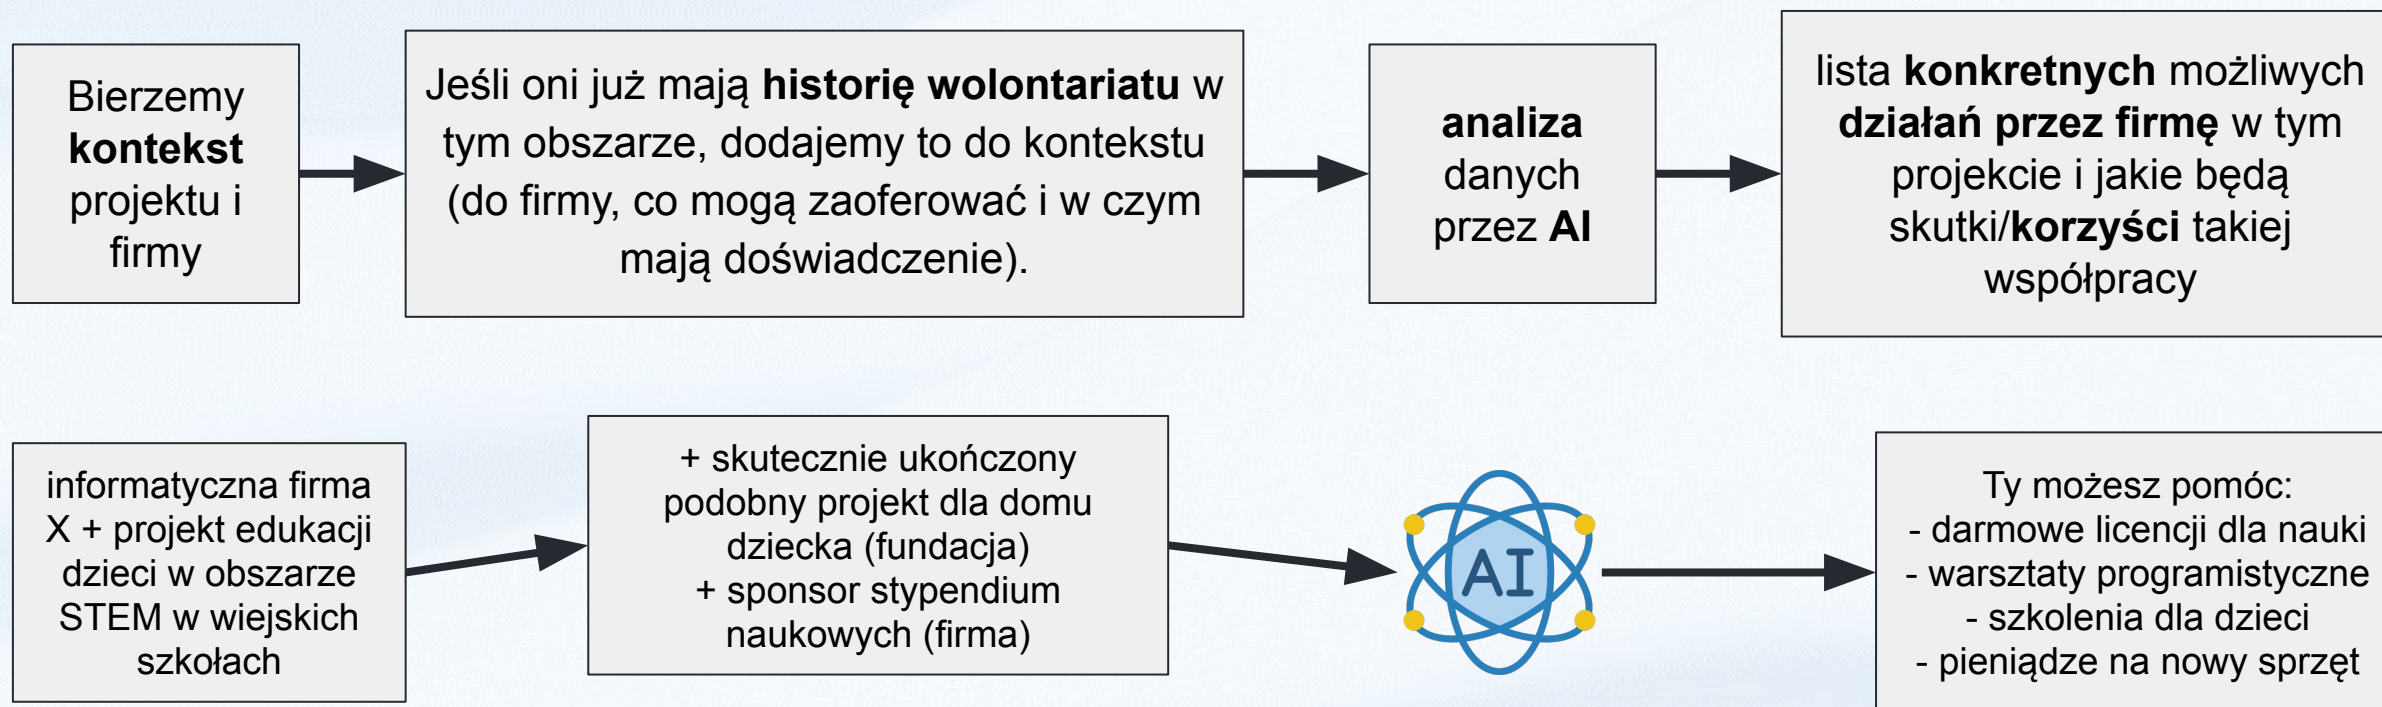 Bierzemy
kontekst
projektu i
firmy
Jeśli oni już mają historię wolontariatu w
tym obszarze, dodajemy to do kontekstu
(do firmy, co mogą zaoferować i w czym
mają doświadczenie).
analiza
danych
przez AI
lista konkretnych możliwych
działań przez firmę w tym
projekcie i jakie będą
skutki/korzyści takiej
współpracy
informatyczna firma
X + projekt edukacji
dzieci w obszarze
STEM w wiejskich
szkołach
+ skutecznie ukończony
podobny projekt dla domu
dziecka (fundacja)
+ sponsor stypendium
naukowych (firma)
AI
Ty możesz pomóc:
- darmowe licencji dla nauki
- warsztaty programistyczne
- szkolenia dla dzieci
- pieniądze na nowy sprzęt